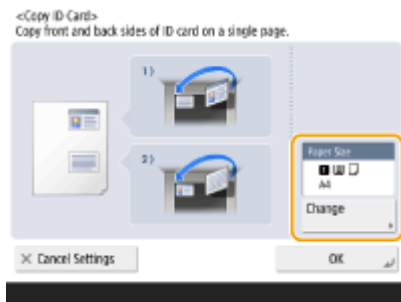 <Copy ID Card>
Copy front and back sides of ID card on a single page.
1)
2)
Paper Size
1
A4
Change
Cancel Settings
OK